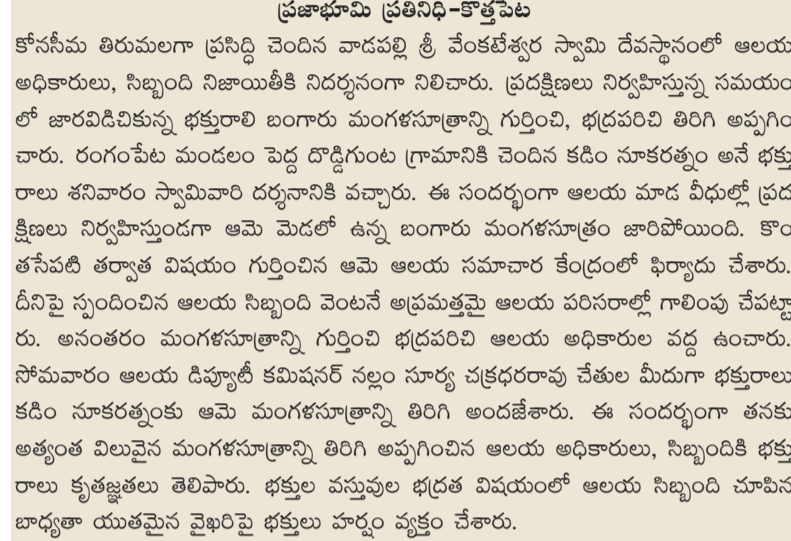 ప్రజాభూమి ప్రతినిధి-కొత్తపేట
కోనసీమ తిరుమలగా ప్రసిద్ధి చెందిన వాడపల్లి శ్రీ వేంకటేశ్వర స్వామి దేవస్థానంలో ఆలయ
అధికారులు, సిబ్బంది నిజాయితీకి నిదర్శనంగా నిలిచారు. ప్రదక్షిణలు నిర్వహిస్తున్న సమయం
లో జారవిడిచికున్న భక్తురాలి బంగారు మంగళసూత్రాన్ని గుర్తించి, భద్రపరిచి తిరిగి అప్పగిం
చారు. రంగంపేట మండలం పెద్ద దొడ్డిగుంట గ్రామానికి చెందిన కడిం నూకరత్నం అనే భక్తు
రాలు శనివారం స్వామివారి దర్శనానికి వచ్చారు. ఈ సందర్భంగా ఆలయ మాడ వీధుల్లో ప్రద
క్షిణలు నిర్వహిస్తుండగా ఆమె మెడలో ఉన్న బంగారు మంగళసూత్రం జారిపోయింది. కొం
తసేపటి తర్వాత విషయం గుర్తించిన ఆమె ఆలయ సమాచార కేంద్రంలో ఫిర్యాదు చేశారు.
దీనిపై స్పందించిన ఆలయ సిబ్బంది వెంటనే అప్రమత్తమై ఆలయ పరిసరాల్లో గాలింపు చేపట్టా
రు. అనంతరం మంగళసూత్రాన్ని గుర్తించి భద్రపరిచి ఆలయ అధికారుల వద్ద ఉంచారు.
సోమవారం ఆలయ డిప్యూటీ కమిషనర్ నల్లం సూర్య చక్రధరరావు చేతుల మీదుగా భక్తురాలు
కడిం నూకరత్నంకు ఆమె మంగళసూత్రాన్ని తిరిగి అందజేశారు. ఈ సందర్భంగా తనకు
అత్యంత విలువైన మంగళసూత్రాన్ని తిరిగి అప్పగించిన ఆలయ అధికారులు, సిబ్బందికి భక్తు
రాలు కృతజ్ఞతలు తెలిపారు. భక్తుల వస్తువుల భద్రత విషయంలో ఆలయ సిబ్బంది చూపిన
బాధ్యతా యుతమైన వైఖరిపై భక్తులు హర్షం వ్యక్తం చేశారు.